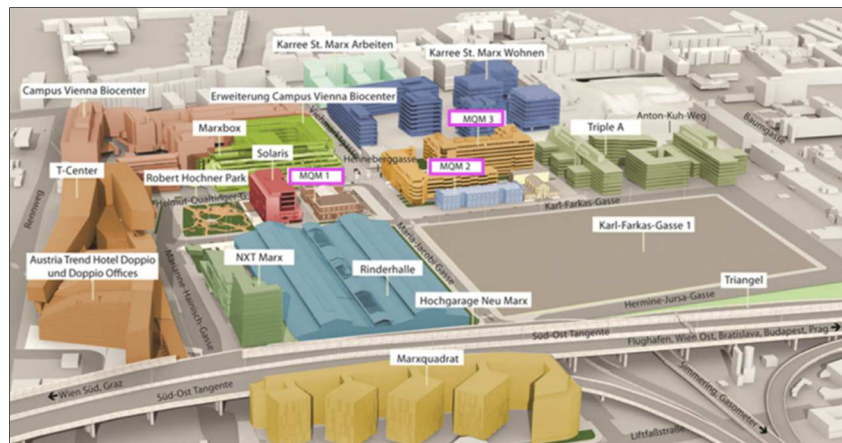 Karree St. Marx Arbeiten
Karree St. Marx Wohnen
Campus Vienna Biocenter
Erweiterung Campus Vienna Biocenter
Viehmarktgasse
MQM 3
Anton-Kuh-Weg
Baumgasse
Marxbox
Triple A
Solaris
Henneberggasse
T-Center
MQM 1
MQM 2
Robert Hochner Park
Rennweg
Helmut-Qualtinger-G.
Karl-Farkas-Gasse
Karl-Farkas-Gasse 1
Maria-Jacobi-Gasse
Austria Trend Hotel Doppio
und Doppio Offices
NXT Marx
Marianne-Hainisch-Gasse
Rinderhalle
Triangel
Hochgarage Neu Marx
Hermine-Jursa-Gasse
Süd-Ost Tangente
Flughafen, Wien Ost, Bratislava, Budapest, Prag
Marxquadrat
Wien Süd, Graz
Süd-Ost Tangente
Simmering, Gasometer
Liftfaßstraße